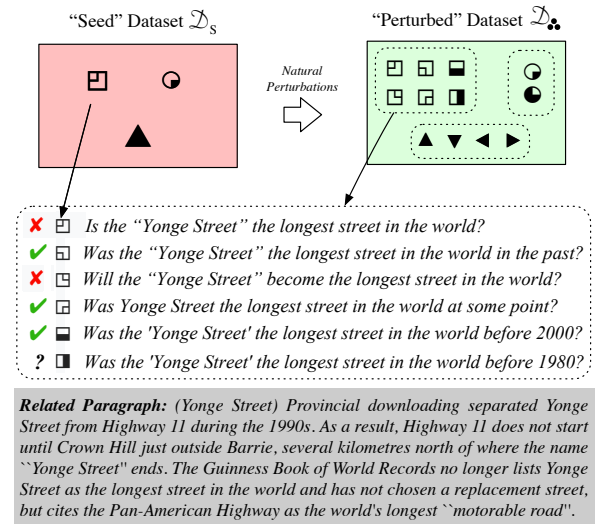 “Seed” Dataset 𝒟s
“Perturbed” Dataset 𝒟
Natural
Perturbations
✘ Is the “Yonge Street” the longest street in the world?
✔ Was the “Yonge Street” the longest street in the world in the past?
✘ Will the “Yonge Street” become the longest street in the world?
✔ Was Yonge Street the longest street in the world at some point?
✔ Was the 'Yonge Street' the longest street in the world before 2000?
? Was the 'Yonge Street' the longest street in the world before 1980?
Related Paragraph: (Yonge Street) Provincial downloading separated Yonge
Street from Highway 11 during the 1990s. As a result, Highway 11 does not start
until Crown Hill just outside Barrie, several kilometres north of where the name
``Yonge Street'' ends. The Guinness Book of World Records no longer lists Yonge
Street as the longest street in the world and has not chosen a replacement street,
but cites the Pan-American Highway as the world's longest ``motorable road''.